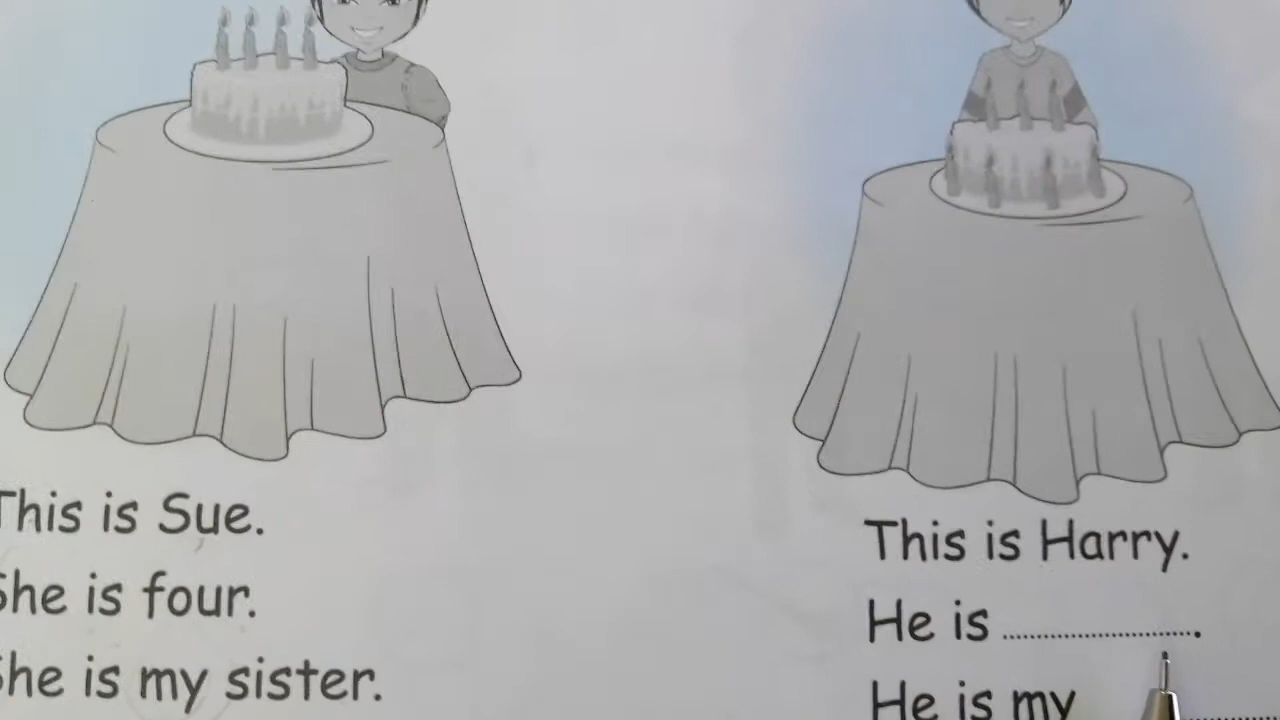 This is Sue.
She is four.
She is my sister.
This is Harry.
He is ....................
He is my ..........